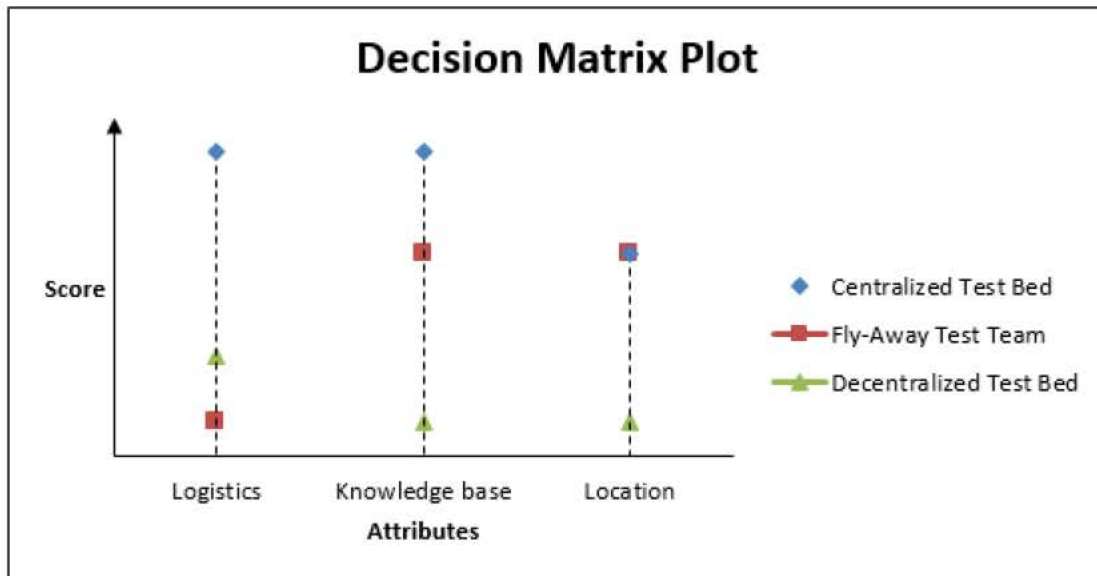 Decision Matrix Plot
Score
Centralized Test Bed
Fly-Away Test Team
Decentralized Test Bed
Logistics Knowledge base Location
Attributes